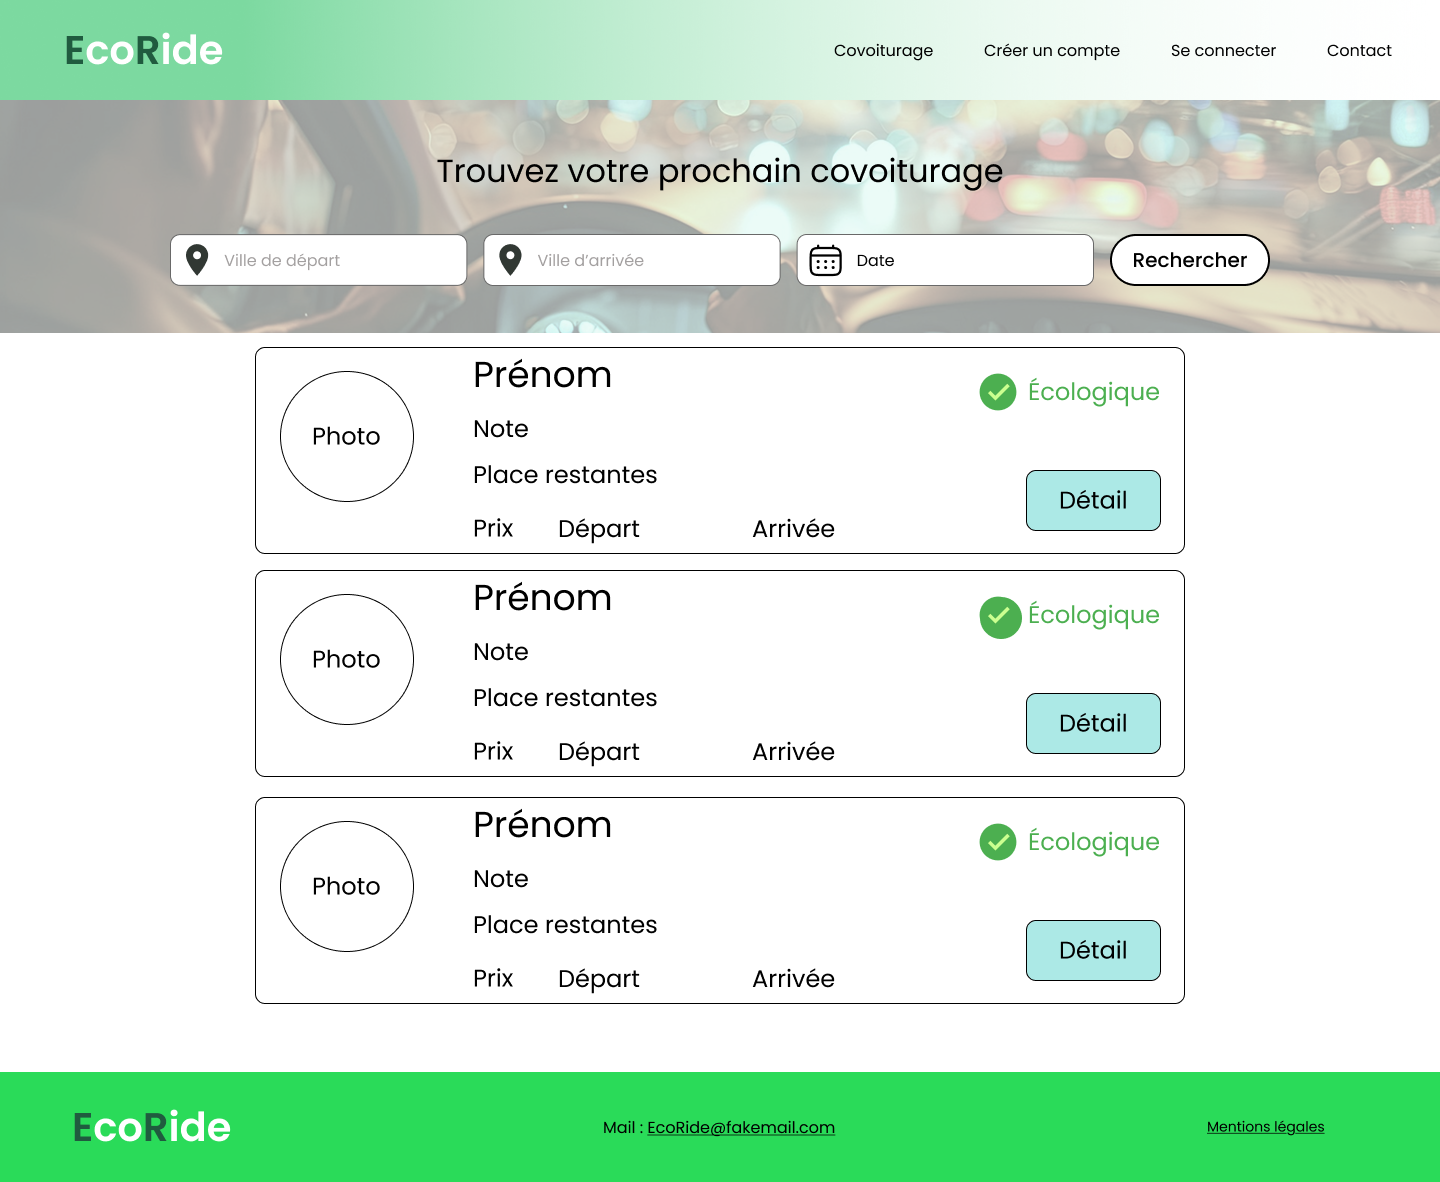 EcoRide
Covoiturage Créer un compte Se connecter Contact
Trouvez votre prochain covoiturage
Ville de départ Ville d’arrivée Date Rechercher
Photo
Prénom
Écologique
Note
Place restantes
Détail
Prix Départ Arrivée
Photo
Prénom
Écologique
Note
Place restantes
Détail
Prix Départ Arrivée
Photo
Prénom
Écologique
Note
Place restantes
Détail
Prix Départ Arrivée
EcoRide
Mail : EcoRide@fakemail.com
Mentions légales